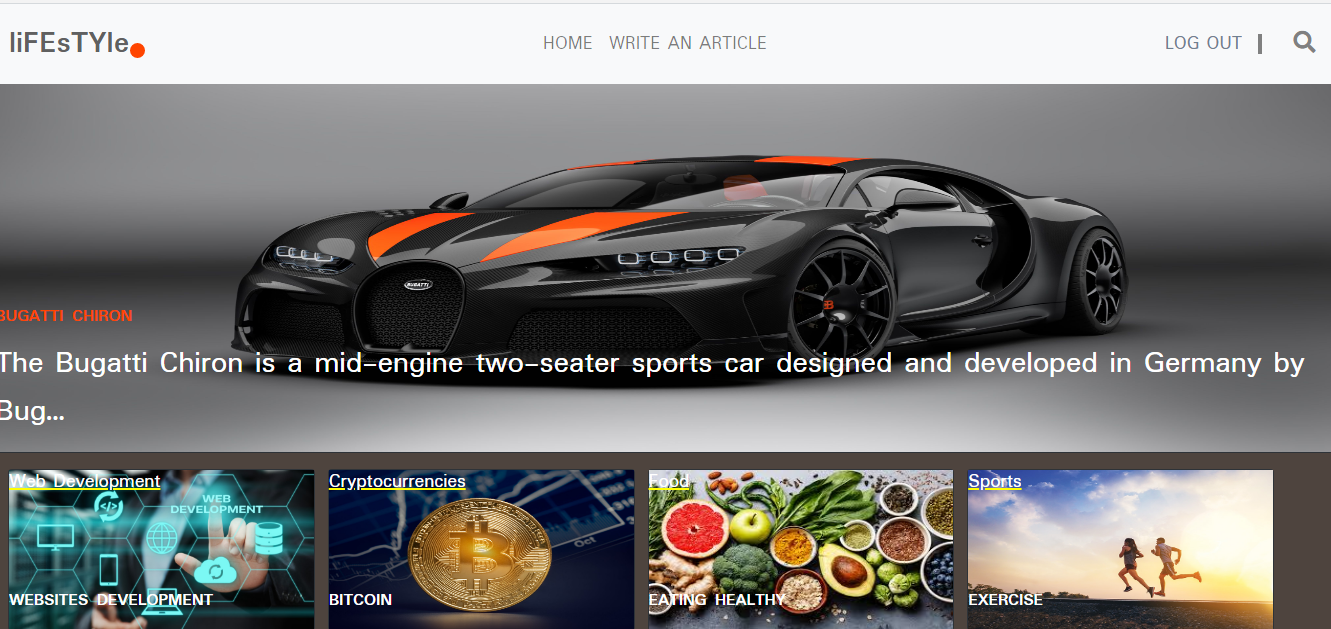 liFEsTYle
HOME WRITE AN ARTICLE
LOG OUT
BUGATTI
BUGATTI CHIRON
The Bugatti Chiron is a mid-engine two-seater sports car designed and developed in Germany by
Bug...
Web Development
Cryptocurrencies
Food
Sports
WEB
DEVELOPMENT
Oct
WEBSITES DEVELOPMENT
BITCOIN
EATING HEALTHY
EXERCISE